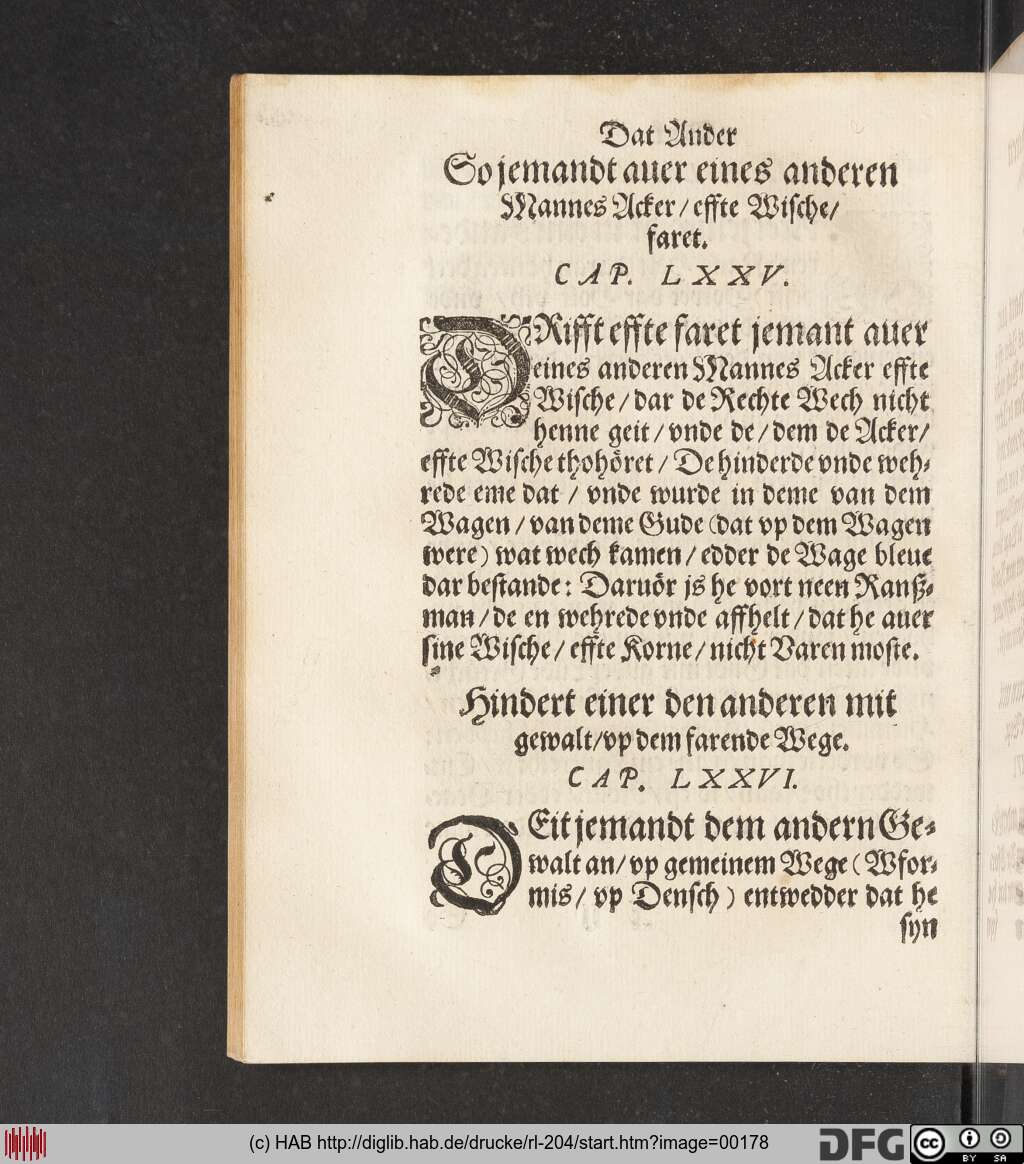 Dat Ander
So jemandt auer eines anderen
Mannes Acker / effte Wische /
faret.
CAP. LXXV.
DRifft effte faret jemant auer
eines anderen Mannes Acker effte
Wische / dar de Rechte Wech nicht
henne geit / vnde de / dem de Acker /
effte Wische thohöret / De hinderde vnde weh⸗
rede eme dat / vnde wurde in deme van dem
Wagen / van deme Gude (dat vp dem Wagen
were) wat wech kamen / edder de Wage bleue
dar bestande: Daruör js he vort neen Ranß⸗
man / de en wehrede vnde affhelt / dat he auer
sine Wische / effte Korne / nicht Varen moste.
Hindert einer den anderen mit
gewalt / vp dem farende Wege.
CAP. LXXVI.
DEit jemandt dem andern Ge⸗
walt an / vp gemeinem Wege (Wfor⸗
mis / vp Densch) entwedder dat he
syn
(c) HAB http://diglib.hab.de/drucke/rl-204/start.htm?image=00178
DFG
cc
BY SA